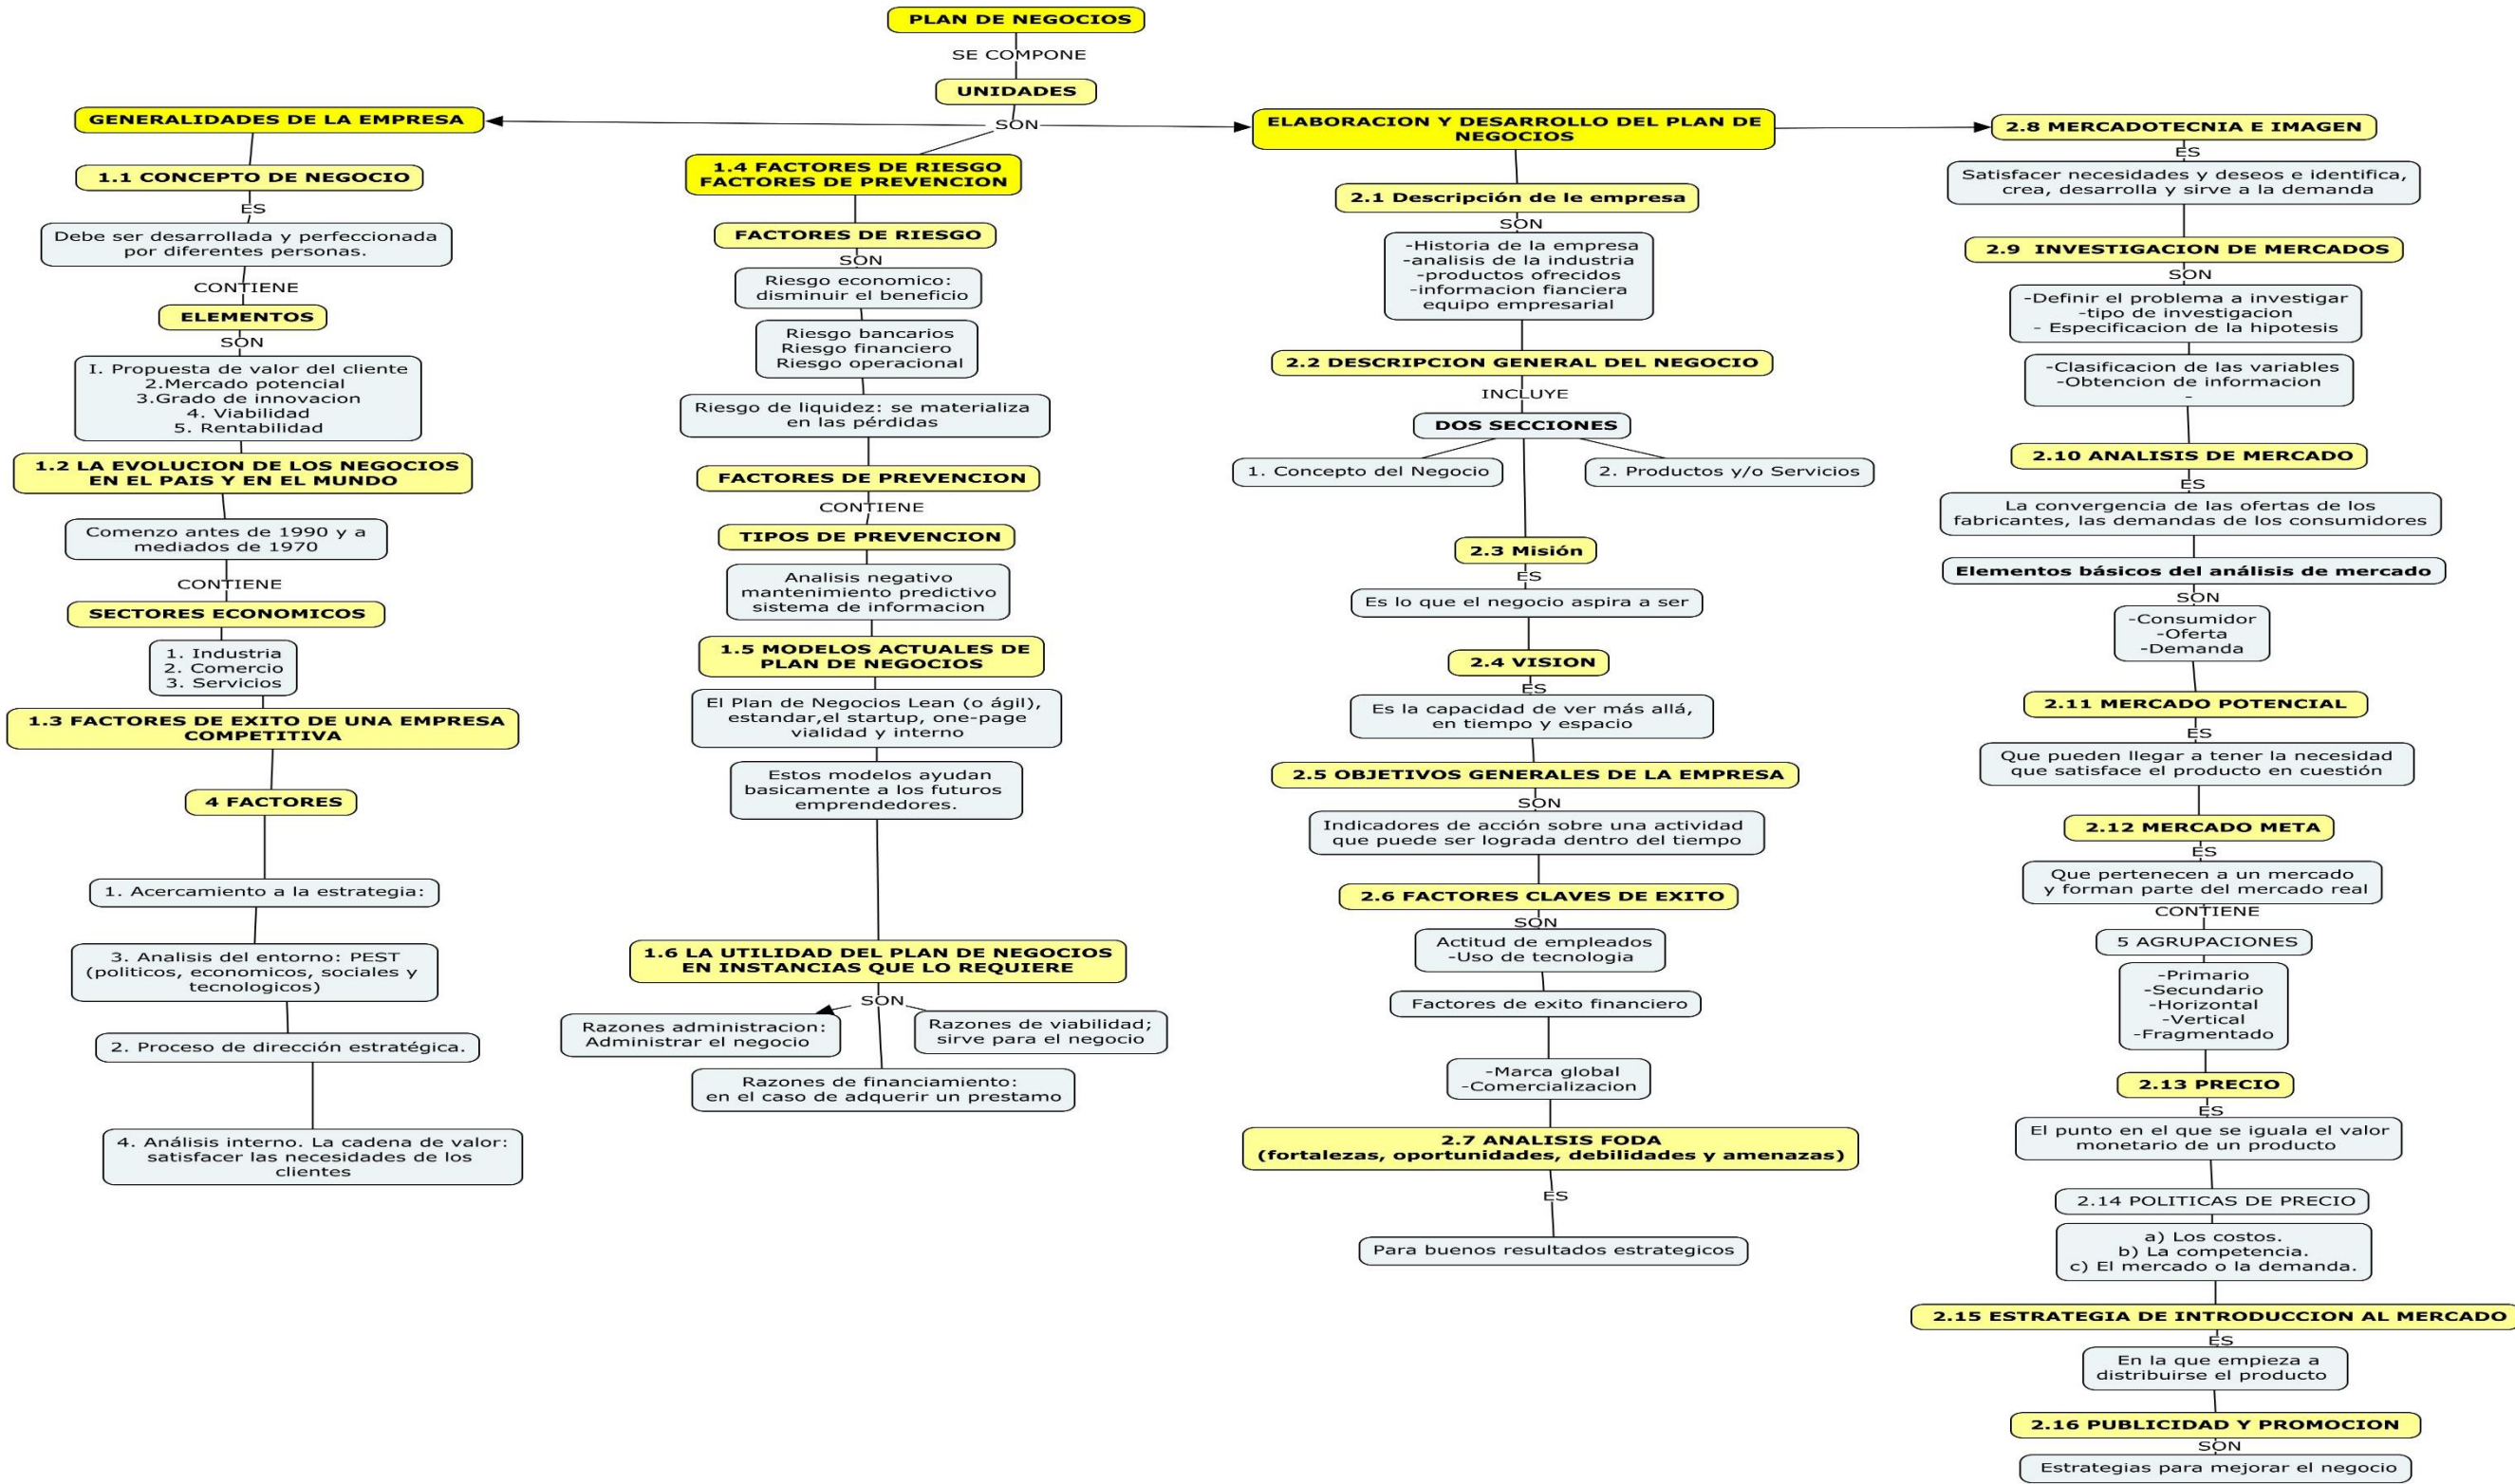 PLAN DE NEGOCIOS
SE COMPONE
UNIDADES
SON
GENERALIDADES DE LA EMPRESA
1.1 CONCEPTO DE NEGOCIO
ES
Debe ser desarrollada y perfeccionada
por diferentes personas.
CONTIENE
ELEMENTOS
SON
I. Propuesta de valor del cliente
2.Mercado potencial
3.Grado de innovacion
4. Viabilidad
5. Rentabilidad
1.2 LA EVOLUCION DE LOS NEGOCIOS
EN EL PAIS Y EN EL MUNDO
Comenzo antes de 1990 y a
mediados de 1970
CONTIENE
SECTORES ECONOMICOS
1. Industria
2. Comercio
3. Servicios
1.3 FACTORES DE EXITO DE UNA EMPRESA
COMPETITIVA
4 FACTORES
1. Acercamiento a la estrategia:
3. Analisis del entorno: PEST
(politicos, economicos, sociales y
tecnologicos)
2. Proceso de dirección estratégica.
4. Análisis interno. La cadena de valor:
satisfacer las necesidades de los
clientes
1.4 FACTORES DE RIESGO
FACTORES DE PREVENCION
FACTORES DE RIESGO
SON
Riesgo economico:
disminuir el beneficio
Riesgo bancarios
Riesgo financiero
Riesgo operacional
Riesgo de liquidez: se materializa
en las pérdidas
FACTORES DE PREVENCION
CONTIENE
TIPOS DE PREVENCION
Analisis negativo
mantenimiento predictivo
sistema de informacion
1.5 MODELOS ACTUALES DE
PLAN DE NEGOCIOS
El Plan de Negocios Lean (o ágil),
estandar,el startup, one-page
vialidad y interno
Estos modelos ayudan
basicamente a los futuros
emprendedores.
1.6 LA UTILIDAD DEL PLAN DE NEGOCIOS
EN INSTANCIAS QUE LO REQUIERE
SON
Razones administracion:
Administrar el negocio
Razones de viabilidad;
sirve para el negocio
Razones de financiamiento:
en el caso de adquerir un prestamo
ELABORACION Y DESARROLLO DEL PLAN DE
NEGOCIOS
2.1 Descripción de le empresa
SON
-Historia de la empresa
-analisis de la industria
-productos ofrecidos
-informacion fianciera
equipo empresarial
2.2 DESCRIPCION GENERAL DEL NEGOCIO
INCLUYE
DOS SECCIONES
1. Concepto del Negocio
2. Productos y/o Servicios
2.3 Misión
ES
Es lo que el negocio aspira a ser
2.4 VISION
ES
Es la capacidad de ver más allá,
en tiempo y espacio
2.5 OBJETIVOS GENERALES DE LA EMPRESA
SON
Indicadores de acción sobre una actividad
que puede ser lograda dentro del tiempo
2.6 FACTORES CLAVES DE EXITO
SON
Actitud de empleados
-Uso de tecnologia
Factores de exito financiero
-Marca global
-Comercializacion
2.7 ANALISIS FODA
(fortalezas, oportunidades, debilidades y amenazas)
ES
Para buenos resultados estrategicos
2.8 MERCADOTECNIA E IMAGEN
ES
Satisfacer necesidades y deseos e identifica,
crea, desarrolla y sirve a la demanda
2.9 INVESTIGACION DE MERCADOS
SON
-Definir el problema a investigar
-tipo de investigacion
- Especificacion de la hipotesis
-Clasificacion de las variables
-Obtencion de informacion
-
2.10 ANALISIS DE MERCADO
ES
La convergencia de las ofertas de los
fabricantes, las demandas de los consumidores
Elementos básicos del análisis de mercado
SON
-Consumidor
-Oferta
-Demanda
2.11 MERCADO POTENCIAL
ES
Que pueden llegar a tener la necesidad
que satisface el producto en cuestión
2.12 MERCADO META
ES
Que pertenecen a un mercado
y forman parte del mercado real
CONTIENE
5 AGRUPACIONES
-Primario
-Secundario
-Horizontal
-Vertical
-Fragmentado
2.13 PRECIO
ES
El punto en el que se iguala el valor
monetario de un producto
2.14 POLITICAS DE PRECIO
a) Los costos.
b) La competencia.
c) El mercado o la demanda.
2.15 ESTRATEGIA DE INTRODUCCION AL MERCADO
ES
En la que empieza a
distribuirse el producto
2.16 PUBLICIDAD Y PROMOCION
SON
Estrategias para mejorar el negocio